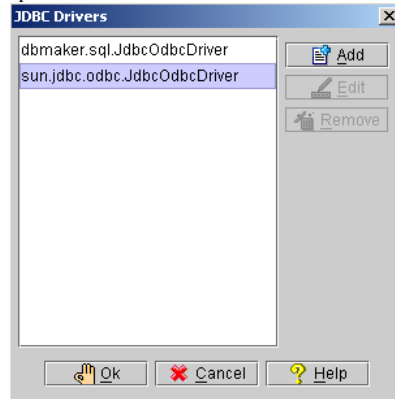 JDBC Drivers
dbmaker.sql.JdbcOdbcDriver
sun.jdbc.odbc.JdbcOdbcDriver
Add
Edit
Remove
Ok Cancel Help